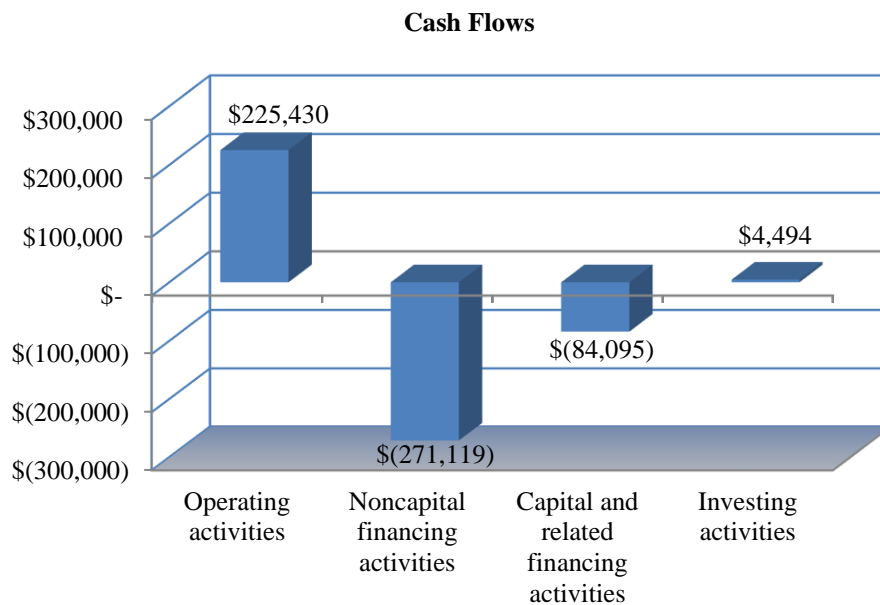 Cash Flows
$300,000
$200,000
$100,000
$-
$(100,000)
$(200,000)
$(300,000)
$225,430
$(271,119)
$(84,095)
$4,494
Operating
activities
Noncapital
financing
activities
Capital and
related
financing
activities
Investing
activities